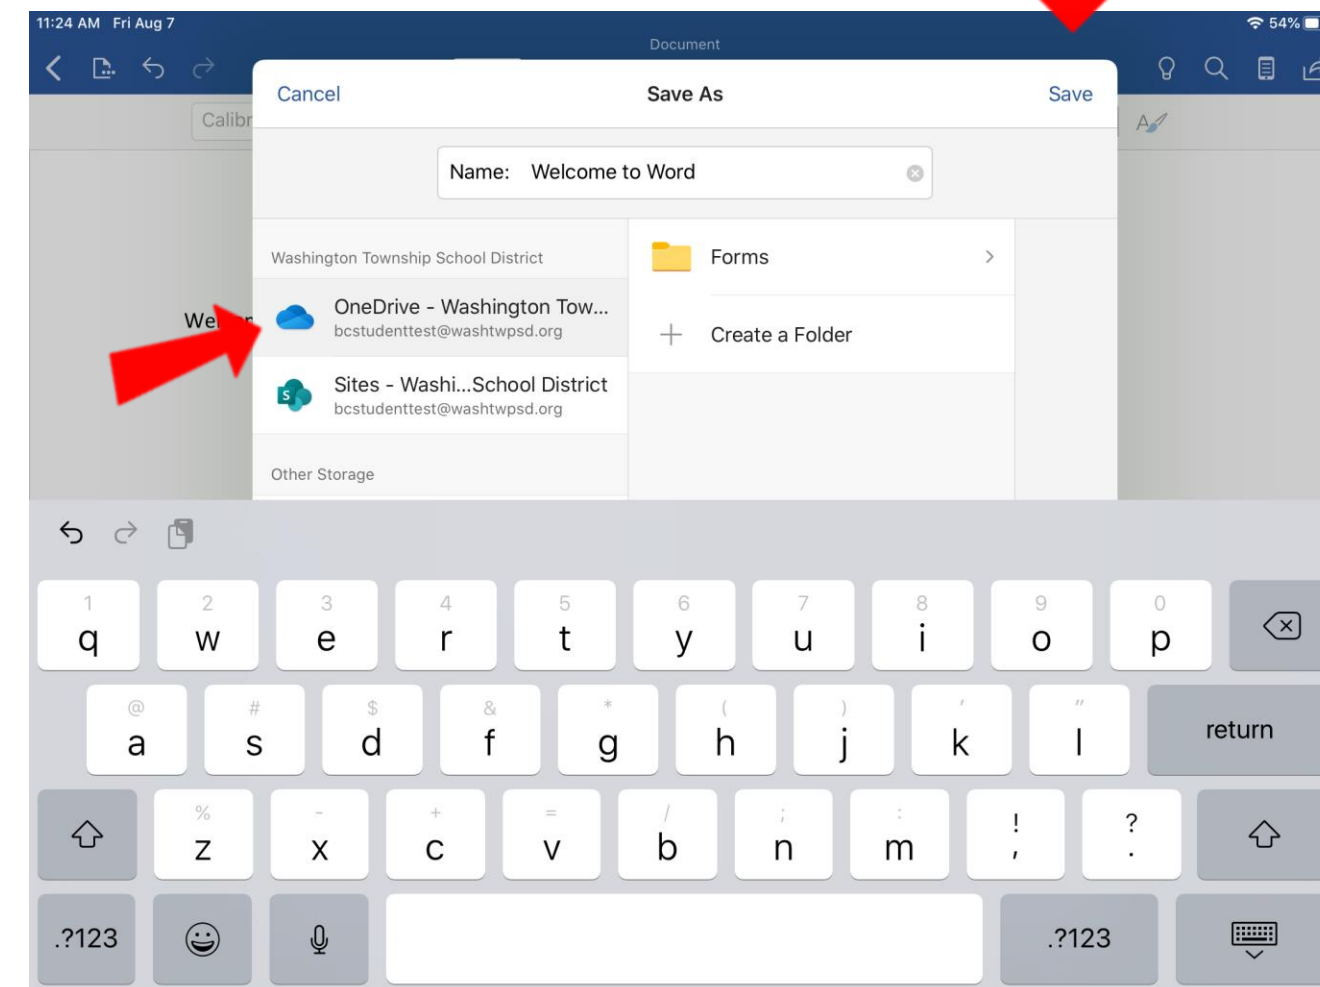 11:24 AM Fri Aug 7
54%
Document
Cancel
Save As
Save
Calibr
Name: Welcome to Word
Washington Township School District
Forms
OneDrive - Washington Tow...
bcstudenttest@washtwpsd.org
Create a Folder
Sites - Washi...School District
bcstudenttest@washtwpsd.org
Other Storage
1 2 3 4 5 6 7 8 9 0
q w e r t y u i o p
@ # $ & * ( ) ' "
a s d f g h j k l return
% - + = / ; : ! ?
z x c v b n m , .
.?123 .?123